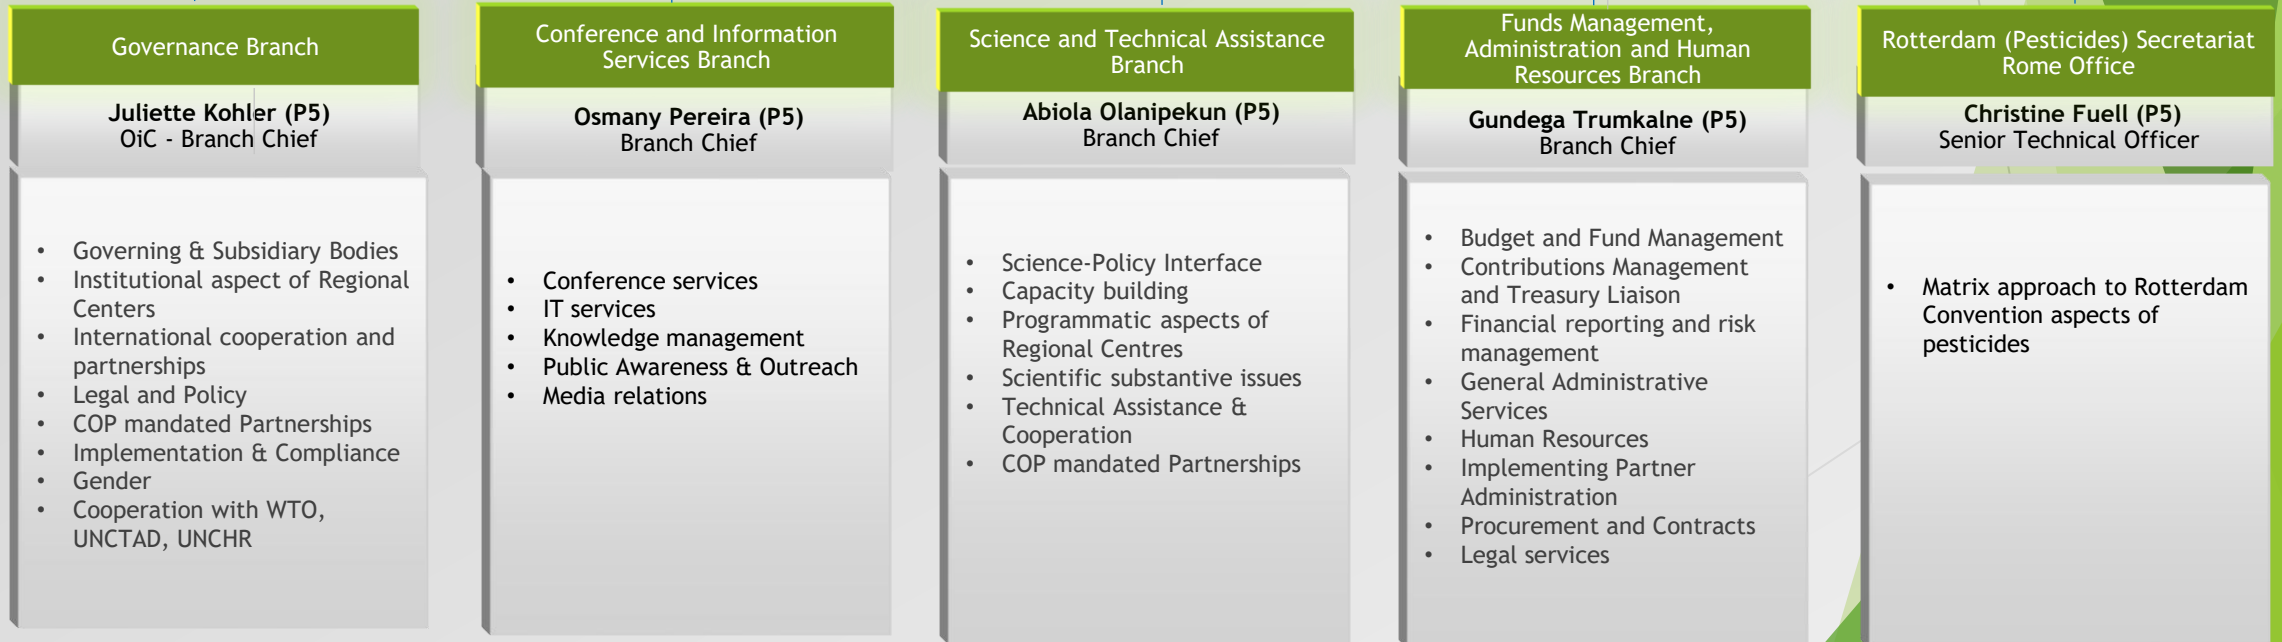 Governance Branch
Juliette Kohler (P5)
OiC - Branch Chief
• Governing & Subsidiary Bodies
• Institutional aspect of Regional
Centers
• International cooperation and
partnerships
• Legal and Policy
• COP mandated Partnerships
• Implementation & Compliance
• Gender
• Cooperation with WTO,
UNCTAD, UNCHR
Conference and Information
Services Branch
Osmany Pereira (P5)
Branch Chief
• Conference services
• IT services
• Knowledge management
• Public Awareness & Outreach
• Media relations
Science and Technical Assistance
Branch
Abiola Olanipekun (P5)
Branch Chief
• Science-Policy Interface
• Capacity building
• Programmatic aspects of
Regional Centres
• Scientific substantive issues
• Technical Assistance &
Cooperation
• COP mandated Partnerships
Funds Management,
Administration and Human
Resources Branch
Gundega Trumkalne (P5)
Branch Chief
• Budget and Fund Management
• Contributions Management
and Treasury Liaison
• Financial reporting and risk
management
• General Administrative
Services
• Human Resources
• Implementing Partner
Administration
• Procurement and Contracts
• Legal services
Rotterdam (Pesticides) Secretariat
Rome Office
Christine Fuell (P5)
Senior Technical Officer
• Matrix approach to Rotterdam
Convention aspects of
pesticides